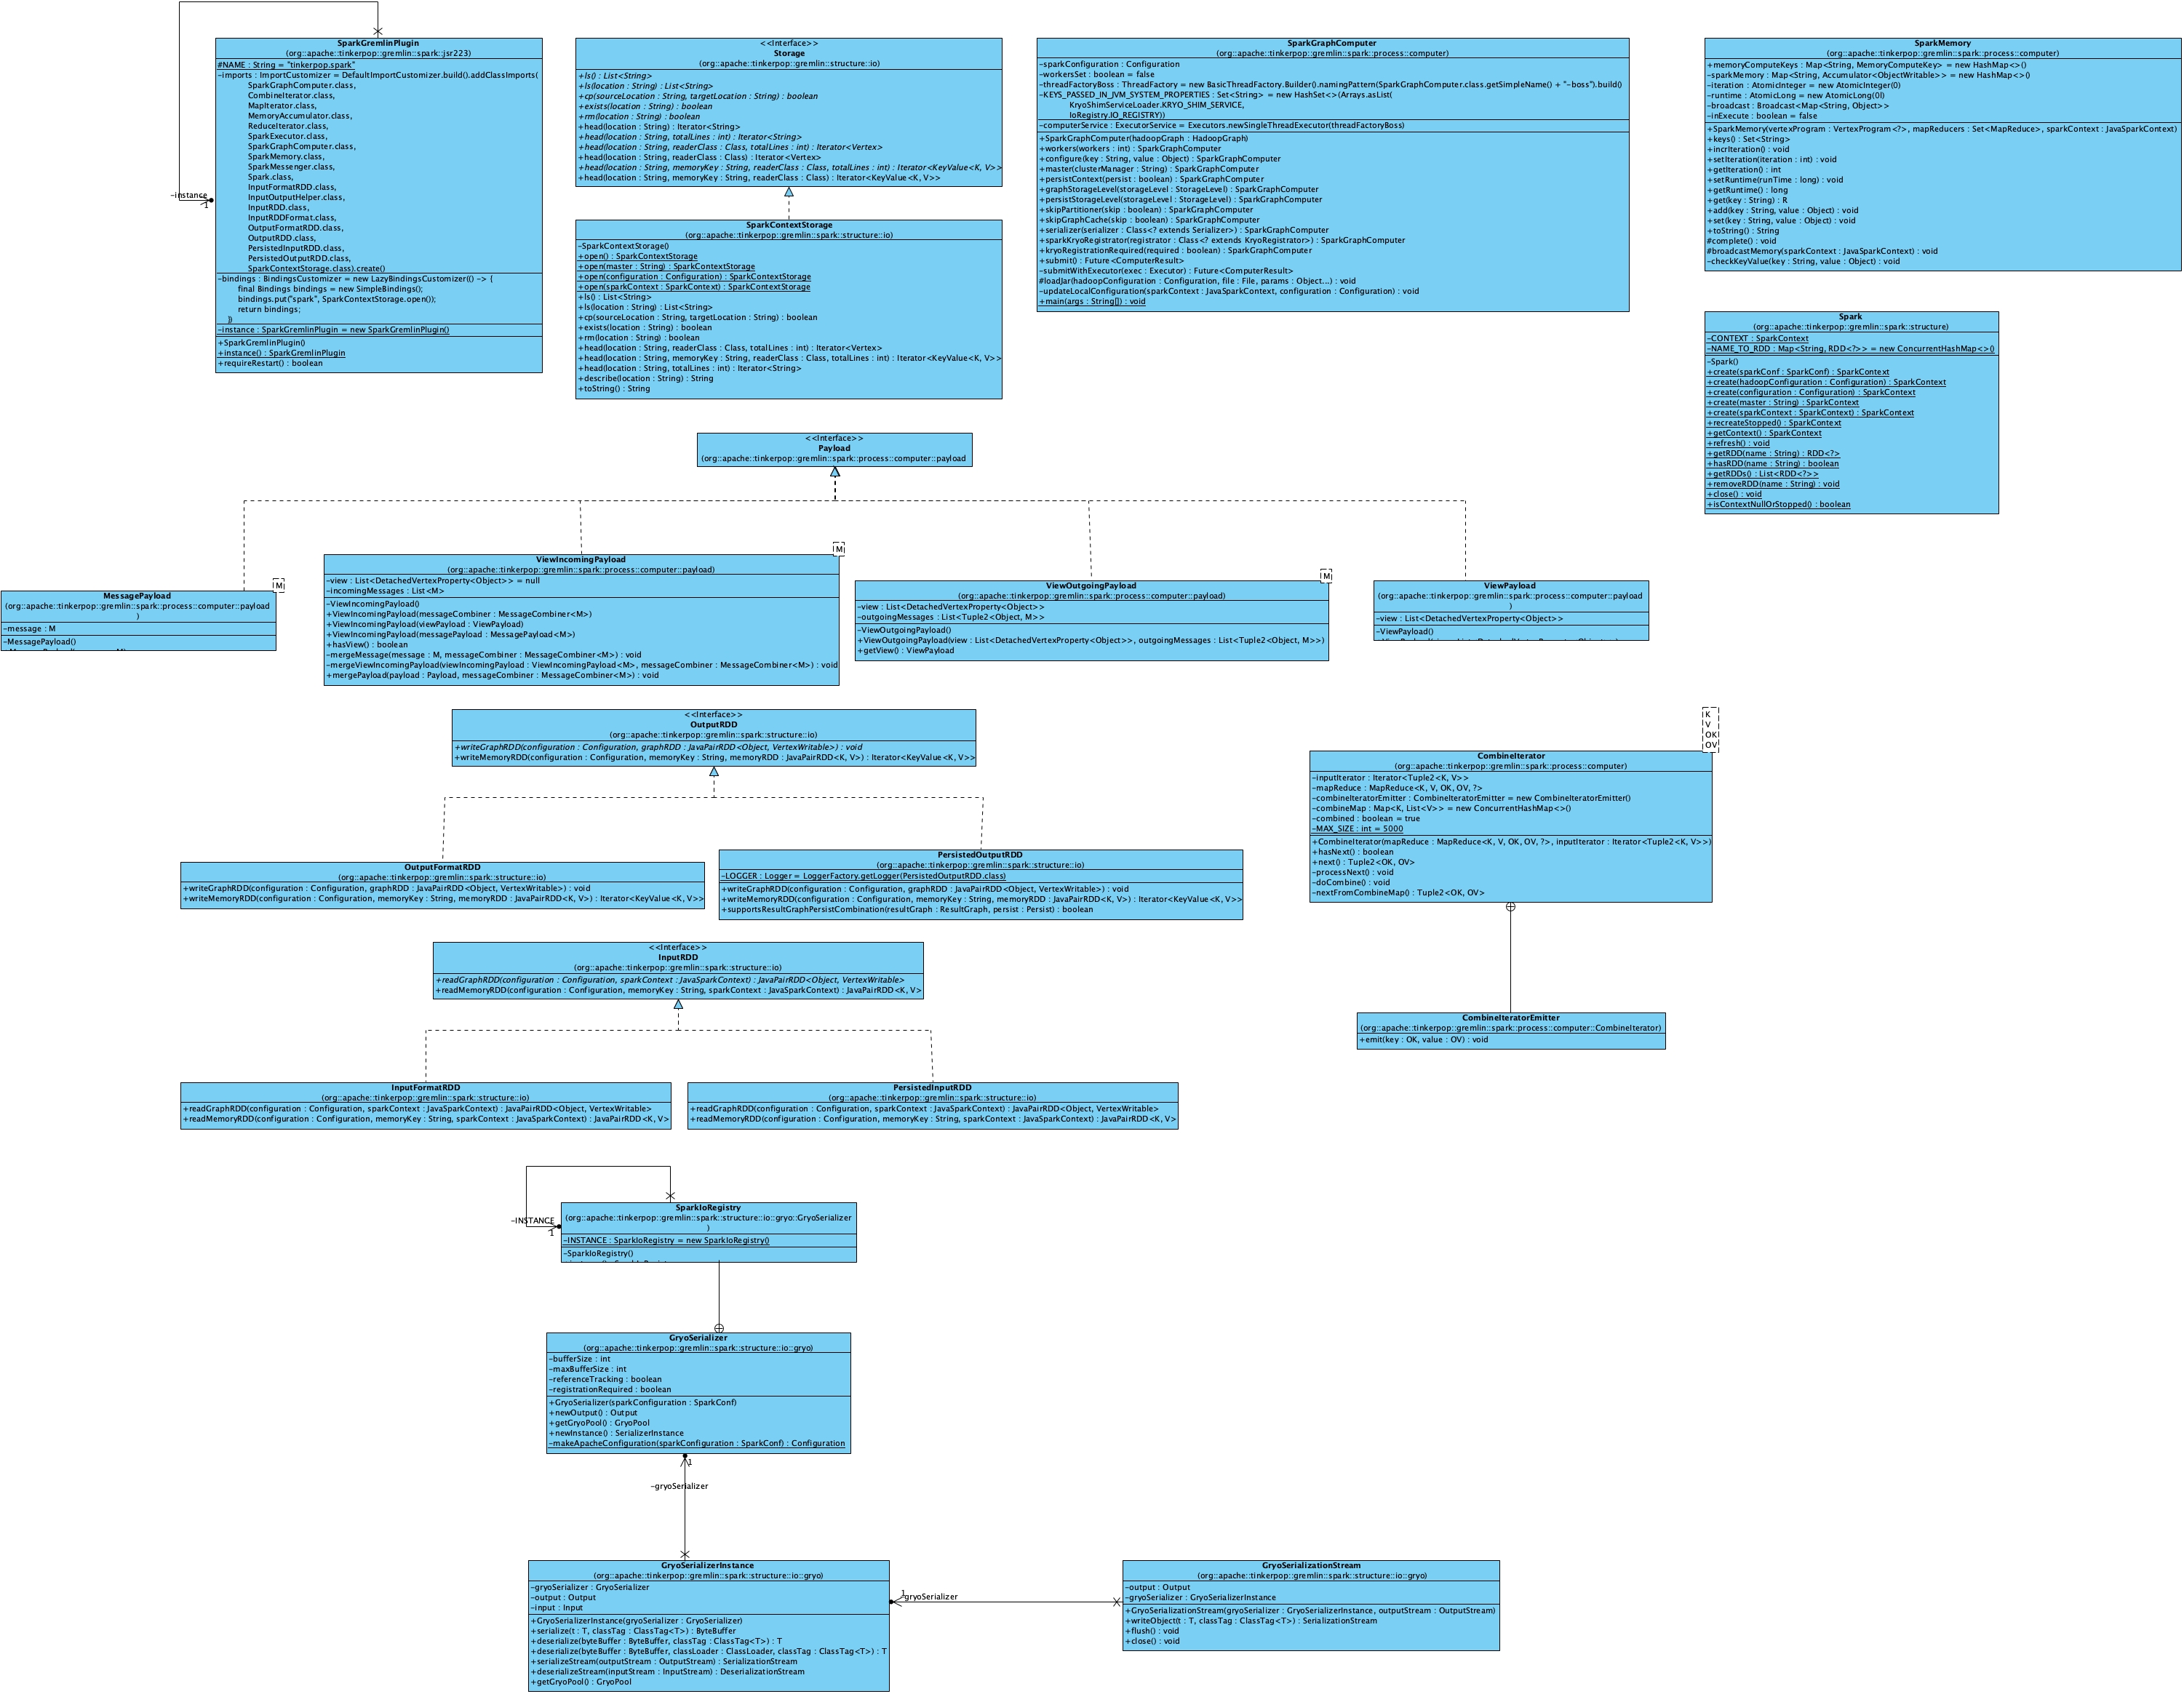 SparkGremlinPlugin
(org::apache::tinkerpop::gremlin::spark::jsr223)
#NAME : String = "tinkerpop.spark"
-imports : ImportCustomizer = DefaultImportCustomizer.build().addClassImports(
SparkGraphComputer.class,
CombineIterator.class,
MapIterator.class,
MemoryAccumulator.class,
ReduceIterator.class,
SparkExecutor.class,
SparkGraphComputer.class,
SparkMemory.class,
SparkMessenger.class,
Spark.class,
InputFormatRDD.class,
InputOutputHelper.class,
InputRDD.class,
InputRDDFormat.class,
OutputFormatRDD.class,
OutputRDD.class,
PersistedInputRDD.class,
PersistedOutputRDD.class,
SparkContextStorage.class).create()
-bindings : BindingsCustomizer = new LazyBindingsCustomizer(() -> {
final Bindings bindings = new SimpleBindings();
bindings.put("spark", SparkContextStorage.open());
return bindings;
})
-instance : SparkGremlinPlugin = new SparkGremlinPlugin()
+SparkGremlinPlugin()
+instance() : SparkGremlinPlugin
+requireRestart() : boolean
-instance
1
<<Interface>>
Storage
(org::apache::tinkerpop::gremlin::structure::io)
+ls() : List<String>
+ls(location : String) : List<String>
+cp(sourceLocation : String, targetLocation : String) : boolean
+exists(location : String) : boolean
+rm(location : String) : boolean
+head(location : String) : Iterator<String>
+head(location : String, totalLines : int) : Iterator<String>
+head(location : String, readerClass : Class, totalLines : int) : Iterator<Vertex>
+head(location : String, readerClass : Class) : Iterator<Vertex>
+head(location : String, memoryKey : String, readerClass : Class, totalLines : int) : Iterator<KeyValue<K, V>>
+head(location : String, memoryKey : String, readerClass : Class) : Iterator<KeyValue<K, V>>
SparkContextStorage
(org::apache::tinkerpop::gremlin::spark::structure::io)
-SparkContextStorage()
+open() : SparkContextStorage
+open(master : String) : SparkContextStorage
+open(configuration : Configuration) : SparkContextStorage
+open(sparkContext : SparkContext) : SparkContextStorage
+ls() : List<String>
+ls(location : String) : List<String>
+cp(sourceLocation : String, targetLocation : String) : boolean
+exists(location : String) : boolean
+rm(location : String) : boolean
+head(location : String, readerClass : Class, totalLines : int) : Iterator<Vertex>
+head(location : String, memoryKey : String, readerClass : Class, totalLines : int) : Iterator<KeyValue<K, V>>
+head(location : String, totalLines : int) : Iterator<String>
+describe(location : String) : String
+toString() : String
SparkGraphComputer
(org::apache::tinkerpop::gremlin::spark::process::computer)
-sparkConfiguration : Configuration
-workersSet : boolean = false
-threadFactoryBoss : ThreadFactory = new BasicThreadFactory.Builder().namingPattern(SparkGraphComputer.class.getSimpleName() + "-boss").build()
-KEYS_PASSED_IN_JVM_SYSTEM_PROPERTIES : Set<String> = new HashSet<>(Arrays.asList(
KryoShimServiceLoader.KRYO_SHIM_SERVICE,
IoRegistry.IO_REGISTRY))
-computerService : ExecutorService = Executors.newSingleThreadExecutor(threadFactoryBoss)
+SparkGraphComputer(hadoopGraph : HadoopGraph)
+workers(workers : int) : SparkGraphComputer
+configure(key : String, value : Object) : SparkGraphComputer
+master(clusterManager : String) : SparkGraphComputer
+persistContext(persist : boolean) : SparkGraphComputer
+graphStorageLevel(storageLevel : StorageLevel) : SparkGraphComputer
+persistStorageLevel(storageLevel : StorageLevel) : SparkGraphComputer
+skipPartitioner(skip : boolean) : SparkGraphComputer
+skipGraphCache(skip : boolean) : SparkGraphComputer
+serializer(serializer : Class<? extends Serializer>) : SparkGraphComputer
+sparkKryoRegistrator(registrator : Class<? extends KryoRegistrator>) : SparkGraphComputer
+kryoRegistrationRequired(required : boolean) : SparkGraphComputer
+submit() : Future<ComputerResult>
-submitWithExecutor(exec : Executor) : Future<ComputerResult>
#loadJar(hadoopConfiguration : Configuration, file : File, params : Object...) : void
-updateLocalConfiguration(sparkContext : JavaSparkContext, configuration : Configuration) : void
+main(args : String[]) : void
SparkMemory
(org::apache::tinkerpop::gremlin::spark::process::computer)
+memoryComputeKeys : Map<String, MemoryComputeKey> = new HashMap<>()
-sparkMemory : Map<String, Accumulator<ObjectWritable>> = new HashMap<>()
-iteration : AtomicInteger = new AtomicInteger(0)
-runtime : AtomicLong = new AtomicLong(0l)
-broadcast : Broadcast<Map<String, Object>>
-inExecute : boolean = false
+SparkMemory(vertexProgram : VertexProgram<?>, mapReducers : Set<MapReduce>, sparkContext : JavaSparkContext)
+keys() : Set<String>
+incrIteration() : void
+setIteration(iteration : int) : void
+getIteration() : int
+setRuntime(runTime : long) : void
+getRuntime() : long
+get(key : String) : R
+add(key : String, value : Object) : void
+set(key : String, value : Object) : void
+toString() : String
#complete() : void
#broadcastMemory(sparkContext : JavaSparkContext) : void
-checkKeyValue(key : String, value : Object) : void
Spark
(org::apache::tinkerpop::gremlin::spark::structure)
-CONTEXT : SparkContext
-NAME_TO_RDD : Map<String, RDD<?>> = new ConcurrentHashMap<>()
-Spark()
+create(sparkConf : SparkConf) : SparkContext
+create(hadoopConfiguration : Configuration) : SparkContext
+create(configuration : Configuration) : SparkContext
+create(master : String) : SparkContext
+create(sparkContext : SparkContext) : SparkContext
+recreateStopped() : SparkContext
+getContext() : SparkContext
+refresh() : void
+getRDD(name : String) : RDD<?>
+hasRDD(name : String) : boolean
+getRDDs() : List<RDD<?>>
+removeRDD(name : String) : void
+close() : void
+isContextNullOrStopped() : boolean
<<Interface>>
Payload
(org::apache::tinkerpop::gremlin::spark::process::computer::payload
M
MessagePayload
(org::apache::tinkerpop::gremlin::spark::process::computer::payload
)
-message : M
-MessagePayload()
M
ViewIncomingPayload
(org::apache::tinkerpop::gremlin::spark::process::computer::payload)
-view : List<DetachedVertexProperty<Object>> = null
-incomingMessages : List<M>
-ViewIncomingPayload()
+ViewIncomingPayload(messageCombiner : MessageCombiner<M>)
+ViewIncomingPayload(viewPayload : ViewPayload)
+ViewIncomingPayload(messagePayload : MessagePayload<M>)
+hasView() : boolean
-mergeMessage(message : M, messageCombiner : MessageCombiner<M>) : void
-mergeViewIncomingPayload(viewIncomingPayload : ViewIncomingPayload<M>, messageCombiner : MessageCombiner<M>) : void
+mergePayload(payload : Payload, messageCombiner : MessageCombiner<M>) : void
M
ViewOutgoingPayload
(org::apache::tinkerpop::gremlin::spark::process::computer::payload)
-view : List<DetachedVertexProperty<Object>>
-outgoingMessages : List<Tuple2<Object, M>>
-ViewOutgoingPayload()
+ViewOutgoingPayload(view : List<DetachedVertexProperty<Object>>, outgoingMessages : List<Tuple2<Object, M>>)
+getView() : ViewPayload
ViewPayload
(org::apache::tinkerpop::gremlin::spark::process::computer::payload
)
-view : List<DetachedVertexProperty<Object>>
-ViewPayload()
<<Interface>>
OutputRDD
(org::apache::tinkerpop::gremlin::spark::structure::io)
+writeGraphRDD(configuration : Configuration, graphRDD : JavaPairRDD<Object, VertexWritable>) : void
+writeMemoryRDD(configuration : Configuration, memoryKey : String, memoryRDD : JavaPairRDD<K, V>) : Iterator<KeyValue<K, V>>
OutputFormatRDD
(org::apache::tinkerpop::gremlin::spark::structure::io)
+writeGraphRDD(configuration : Configuration, graphRDD : JavaPairRDD<Object, VertexWritable>) : void
+writeMemoryRDD(configuration : Configuration, memoryKey : String, memoryRDD : JavaPairRDD<K, V>) : Iterator<KeyValue<K, V>>
PersistedOutputRDD
(org::apache::tinkerpop::gremlin::spark::structure::io)
-LOGGER : Logger = LoggerFactory.getLogger(PersistedOutputRDD.class)
+writeGraphRDD(configuration : Configuration, graphRDD : JavaPairRDD<Object, VertexWritable>) : void
+writeMemoryRDD(configuration : Configuration, memoryKey : String, memoryRDD : JavaPairRDD<K, V>) : Iterator<KeyValue<K, V>>
+supportsResultGraphPersistCombination(resultGraph : ResultGraph, persist : Persist) : boolean
K
V
OK
OV
CombineIterator
(org::apache::tinkerpop::gremlin::spark::process::computer)
-inputIterator : Iterator<Tuple2<K, V>>
-mapReduce : MapReduce<K, V, OK, OV, ?>
-combineIteratorEmitter : CombineIteratorEmitter = new CombineIteratorEmitter()
-combineMap : Map<K, List<V>> = new ConcurrentHashMap<>()
-combined : boolean = true
-MAX_SIZE : int = 5000
+CombineIterator(mapReduce : MapReduce<K, V, OK, OV, ?>, inputIterator : Iterator<Tuple2<K, V>>)
+hasNext() : boolean
+next() : Tuple2<OK, OV>
-processNext() : void
-doCombine() : void
-nextFromCombineMap() : Tuple2<OK, OV>
CombineIteratorEmitter
(org::apache::tinkerpop::gremlin::spark::process::computer::CombineIterator)
+emit(key : OK, value : OV) : void
<<Interface>>
InputRDD
(org::apache::tinkerpop::gremlin::spark::structure::io)
+readGraphRDD(configuration : Configuration, sparkContext : JavaSparkContext) : JavaPairRDD<Object, VertexWritable>
+readMemoryRDD(configuration : Configuration, memoryKey : String, sparkContext : JavaSparkContext) : JavaPairRDD<K, V>
InputFormatRDD
(org::apache::tinkerpop::gremlin::spark::structure::io)
+readGraphRDD(configuration : Configuration, sparkContext : JavaSparkContext) : JavaPairRDD<Object, VertexWritable>
+readMemoryRDD(configuration : Configuration, memoryKey : String, sparkContext : JavaSparkContext) : JavaPairRDD<K, V>
PersistedInputRDD
(org::apache::tinkerpop::gremlin::spark::structure::io)
+readGraphRDD(configuration : Configuration, sparkContext : JavaSparkContext) : JavaPairRDD<Object, VertexWritable>
+readMemoryRDD(configuration : Configuration, memoryKey : String, sparkContext : JavaSparkContext) : JavaPairRDD<K, V>
-INSTANCE
1
SparkIoRegistry
(org::apache::tinkerpop::gremlin::spark::structure::io::gryo::GryoSerializer
)
-INSTANCE : SparkIoRegistry = new SparkIoRegistry()
-SparkIoRegistry()
GryoSerializer
(org::apache::tinkerpop::gremlin::spark::structure::io::gryo)
-bufferSize : int
-maxBufferSize : int
-referenceTracking : boolean
-registrationRequired : boolean
+GryoSerializer(sparkConfiguration : SparkConf)
+newOutput() : Output
+getGryoPool() : GryoPool
+newInstance() : SerializerInstance
-makeApacheConfiguration(sparkConfiguration : SparkConf) : Configuration
1
-gryoSerializer
GryoSerializerInstance
(org::apache::tinkerpop::gremlin::spark::structure::io::gryo)
-gryoSerializer : GryoSerializer
-output : Output
-input : Input
+GryoSerializerInstance(gryoSerializer : GryoSerializer)
+serialize(t : T, classTag : ClassTag<T>) : ByteBuffer
+deserialize(byteBuffer : ByteBuffer, classTag : ClassTag<T>) : T
+deserialize(byteBuffer : ByteBuffer, classLoader : ClassLoader, classTag : ClassTag<T>) : T
+serializeStream(outputStream : OutputStream) : SerializationStream
+deserializeStream(inputStream : InputStream) : DeserializationStream
+getGryoPool() : GryoPool
1
-gryoSerializer
GryoSerializationStream
(org::apache::tinkerpop::gremlin::spark::structure::io::gryo)
-output : Output
-gryoSerializer : GryoSerializerInstance
+GryoSerializationStream(gryoSerializer : GryoSerializerInstance, outputStream : OutputStream)
+writeObject(t : T, classTag : ClassTag<T>) : SerializationStream
+flush() : void
+close() : void